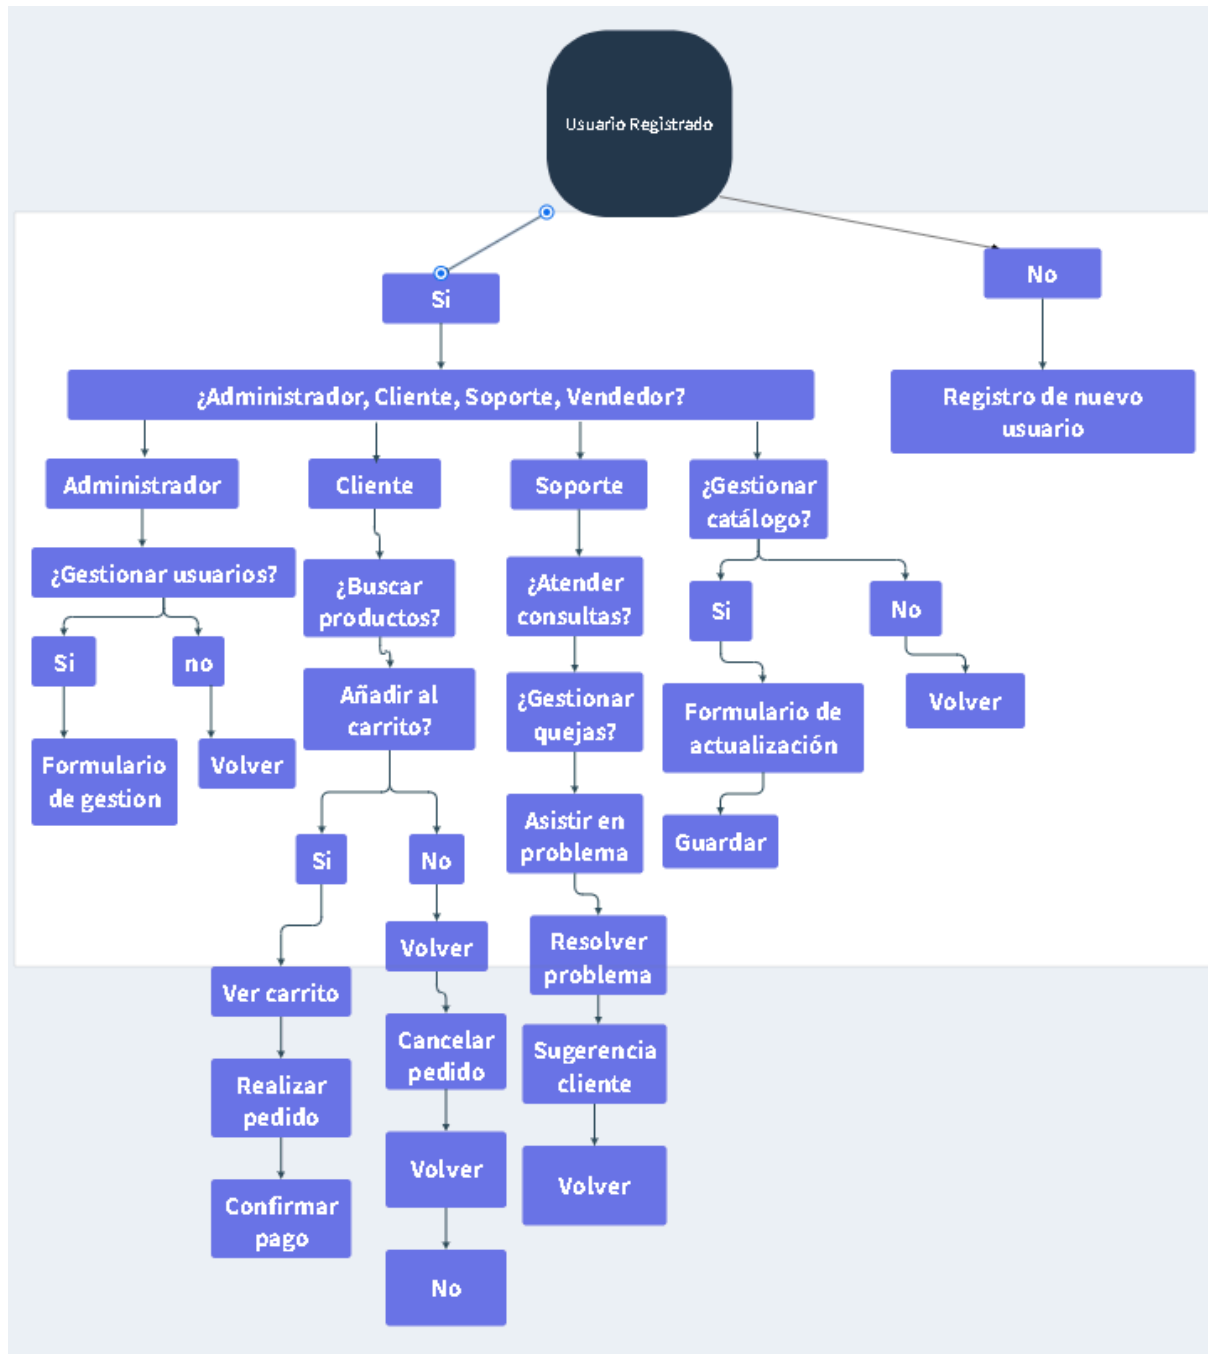 Usuario Registrado
Si
No
¿Administrador, Cliente, Soporte, Vendedor?
Registro de nuevo
usuario
Administrador
Cliente
Soporte
¿Gestionar
catálogo?
¿Gestionar usuarios?
¿Buscar
productos?
¿Atender
consultas?
Si
No
Si
no
Añadir al
carrito?
¿Gestionar
quejas?
Formulario de
actualización
Volver
Formulario
de gestion
Volver
Asistir en
problema
Guardar
Si
No
Volver
Resolver
problema
Ver carrito
Cancelar
pedido
Sugerencia
cliente
Realizar
pedido
Volver
Volver
Confirmar
pago
No